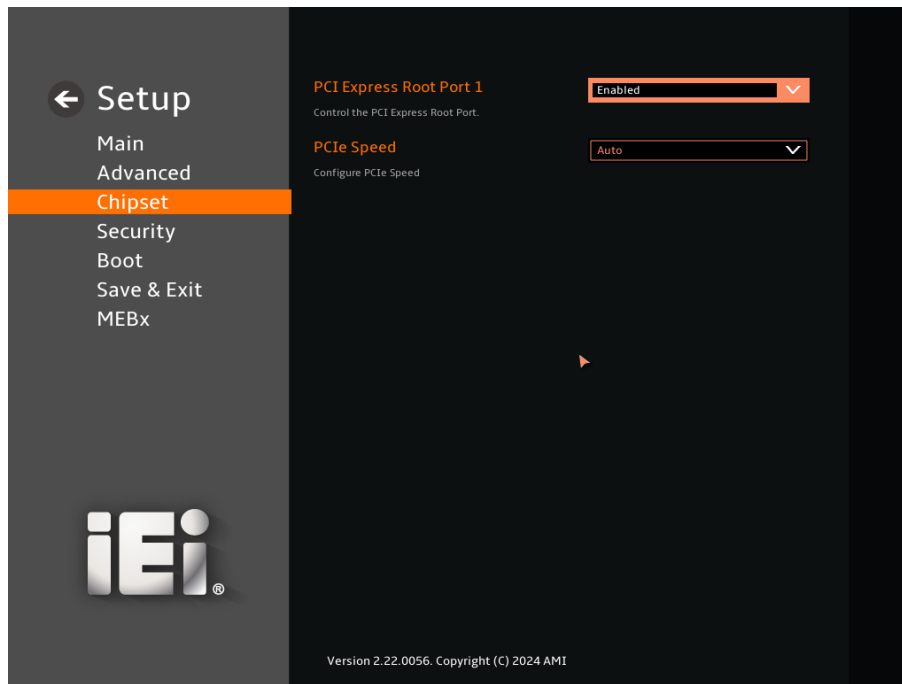 Setup
Main
Advanced
Chipset
Security
Boot
Save & Exit
MEBx
iEi®
PCI Express Root Port 1
Enabled
Control the PCI Express Root Port.
PCIe Speed
Auto
Configure PCIe Speed
Version 2.22.0056. Copyright (C) 2024 AMI